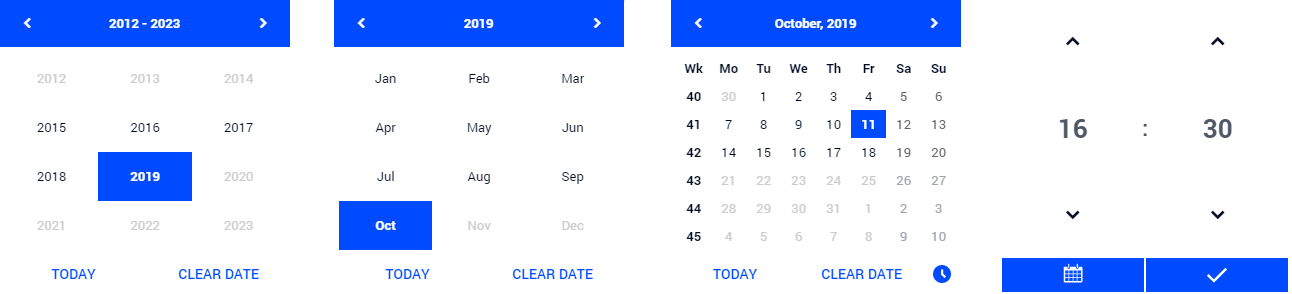 2012 - 2023
2012 2013 2014
2015 2016 2017
2018 2019 2020
2021 2022 2023
TODAY CLEAR DATE
2019
Jan Feb Mar
Apr May Jun
Jul Aug Sep
Oct Nov Dec
TODAY CLEAR DATE
October, 2019
Wk Mo Tu We Th Fr Sa Su
40 30 1 2 3 4 5 6
41 7 8 9 10 11 12 13
42 14 15 16 17 18 19 20
43 21 22 23 24 25 26 27
44 28 29 30 31 1 2 3
45 4 5 6 7 8 9 10
TODAY CLEAR DATE
16 : 30